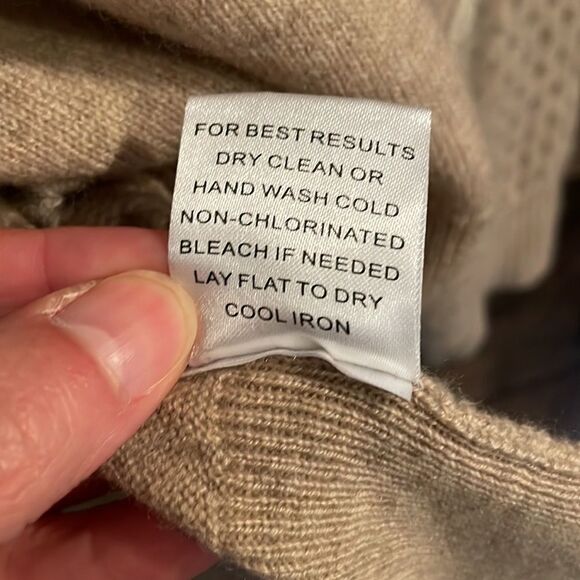 FOR BEST RESULTS
DRY CLEAN OR
HAND WASH COLD
NON-CHLORINATED
BLEACH IF NEEDED
LAY FLAT TO DRY
COOL IRON